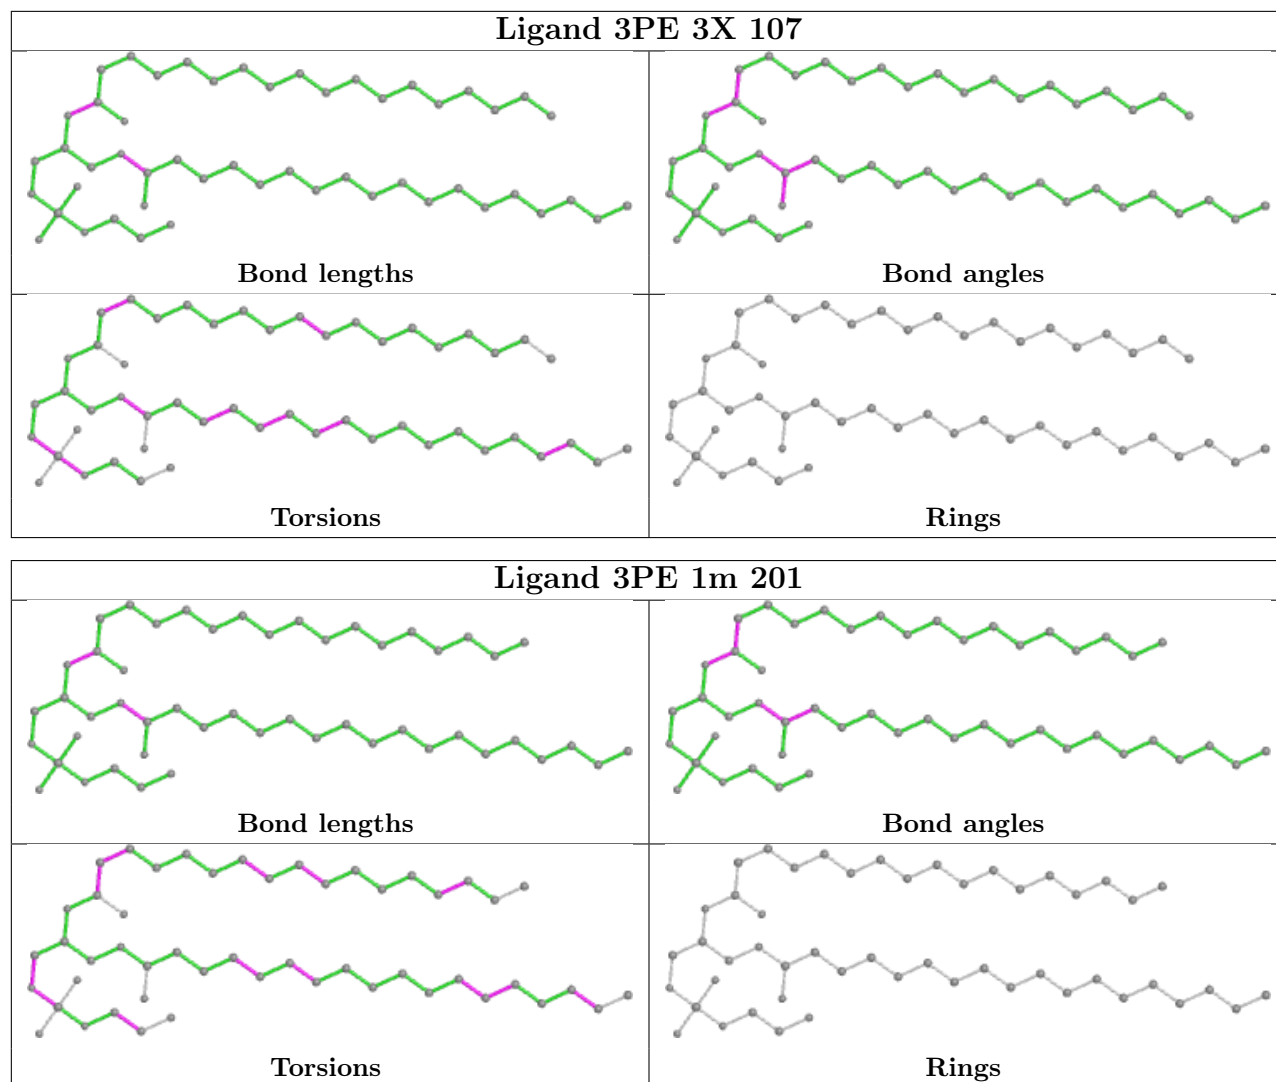 Ligand 3PE 3X 107
Bond lengths
Bond angles
Torsions
Rings
Ligand 3PE 1m 201
Bond lengths
Bond angles
Torsions
Rings